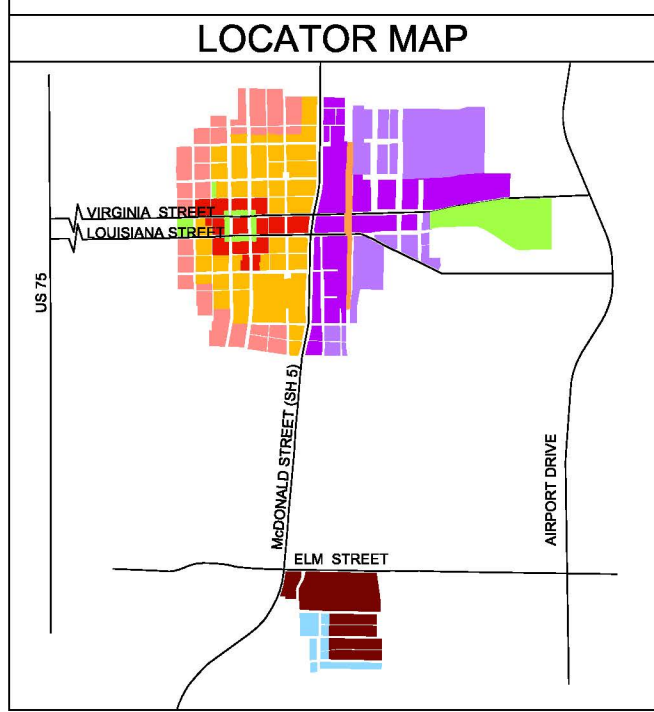 LOCATOR MAP
VIRGINIA STREET
LOUISIANA STREET
US 75
McDONALD STREET (SH 5)
AIRPORT DRIVE
ELM STREET